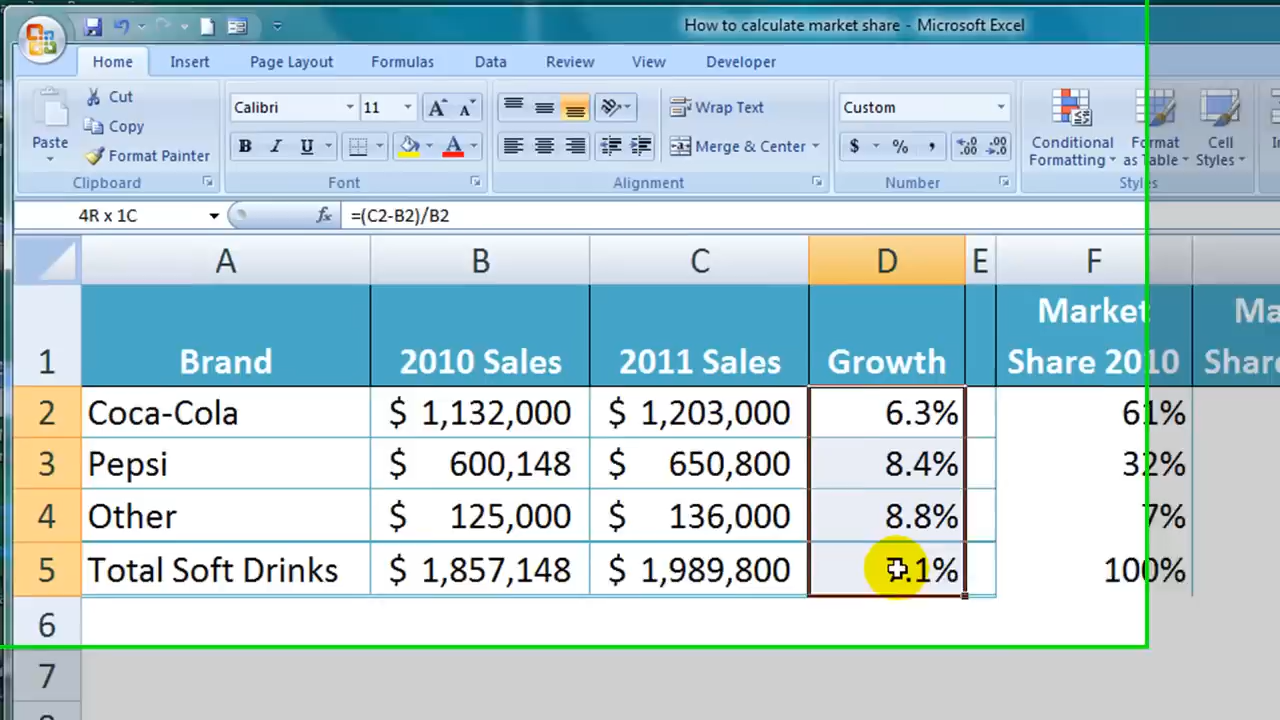 How to calculate market share - Microsoft Excel
Home Insert Page Layout Formulas Data Review View Developer
Cut
Copy
Format Painter
Paste
Calibri 11
B I U
Wrap Text
Merge & Center
Custom
$ % ,
Conditional Formatting
Format as Table
Cell Styles
Clipboard Font Alignment Number Styles
4R x 1C fx =(C2-B2)/B2
A B C D E F
1 Brand 2010 Sales 2011 Sales Growth Market Share 2010
2 Coca-Cola $ 1,132,000 $ 1,203,000 6.3% 61%
3 Pepsi $ 600,148 $ 650,800 8.4% 32%
4 Other $ 125,000 $ 136,000 8.8% 7%
5 Total Soft Drinks $ 1,857,148 $ 1,989,800 .1% 100%
6
7